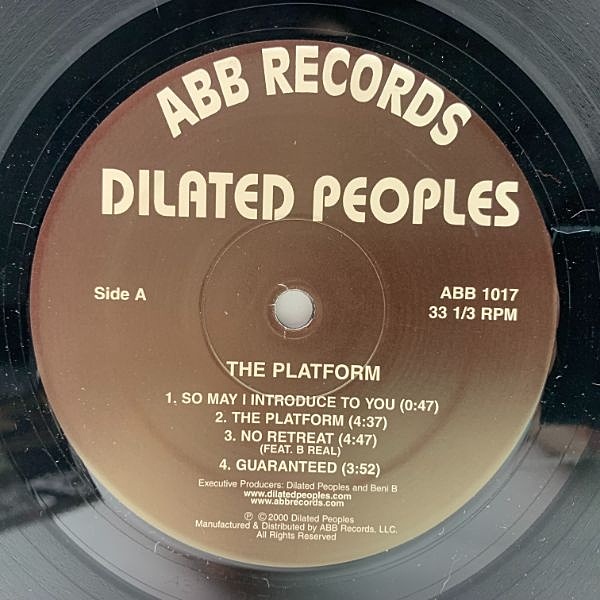 ABB RECORDS
DILATED PEOPLES
Side A
ABB 1017
33 1/3 RPM
THE PLATFORM
1. SO MAY I INTRODUCE TO YOU (0:47)
2. THE PLATFORM (4:37)
3. NO RETREAT (4:47)
(FEAT. B REAL)
4. GUARANTEED (3:52)
Executive Producers: Dilated Peoples and Beni B
www.dilatedpeoples.com
www.abbrecords.com
℗ © 2000 Dilated Peoples
Manufactured & Distributed by ABB Records, LLC.
All Rights Reserved